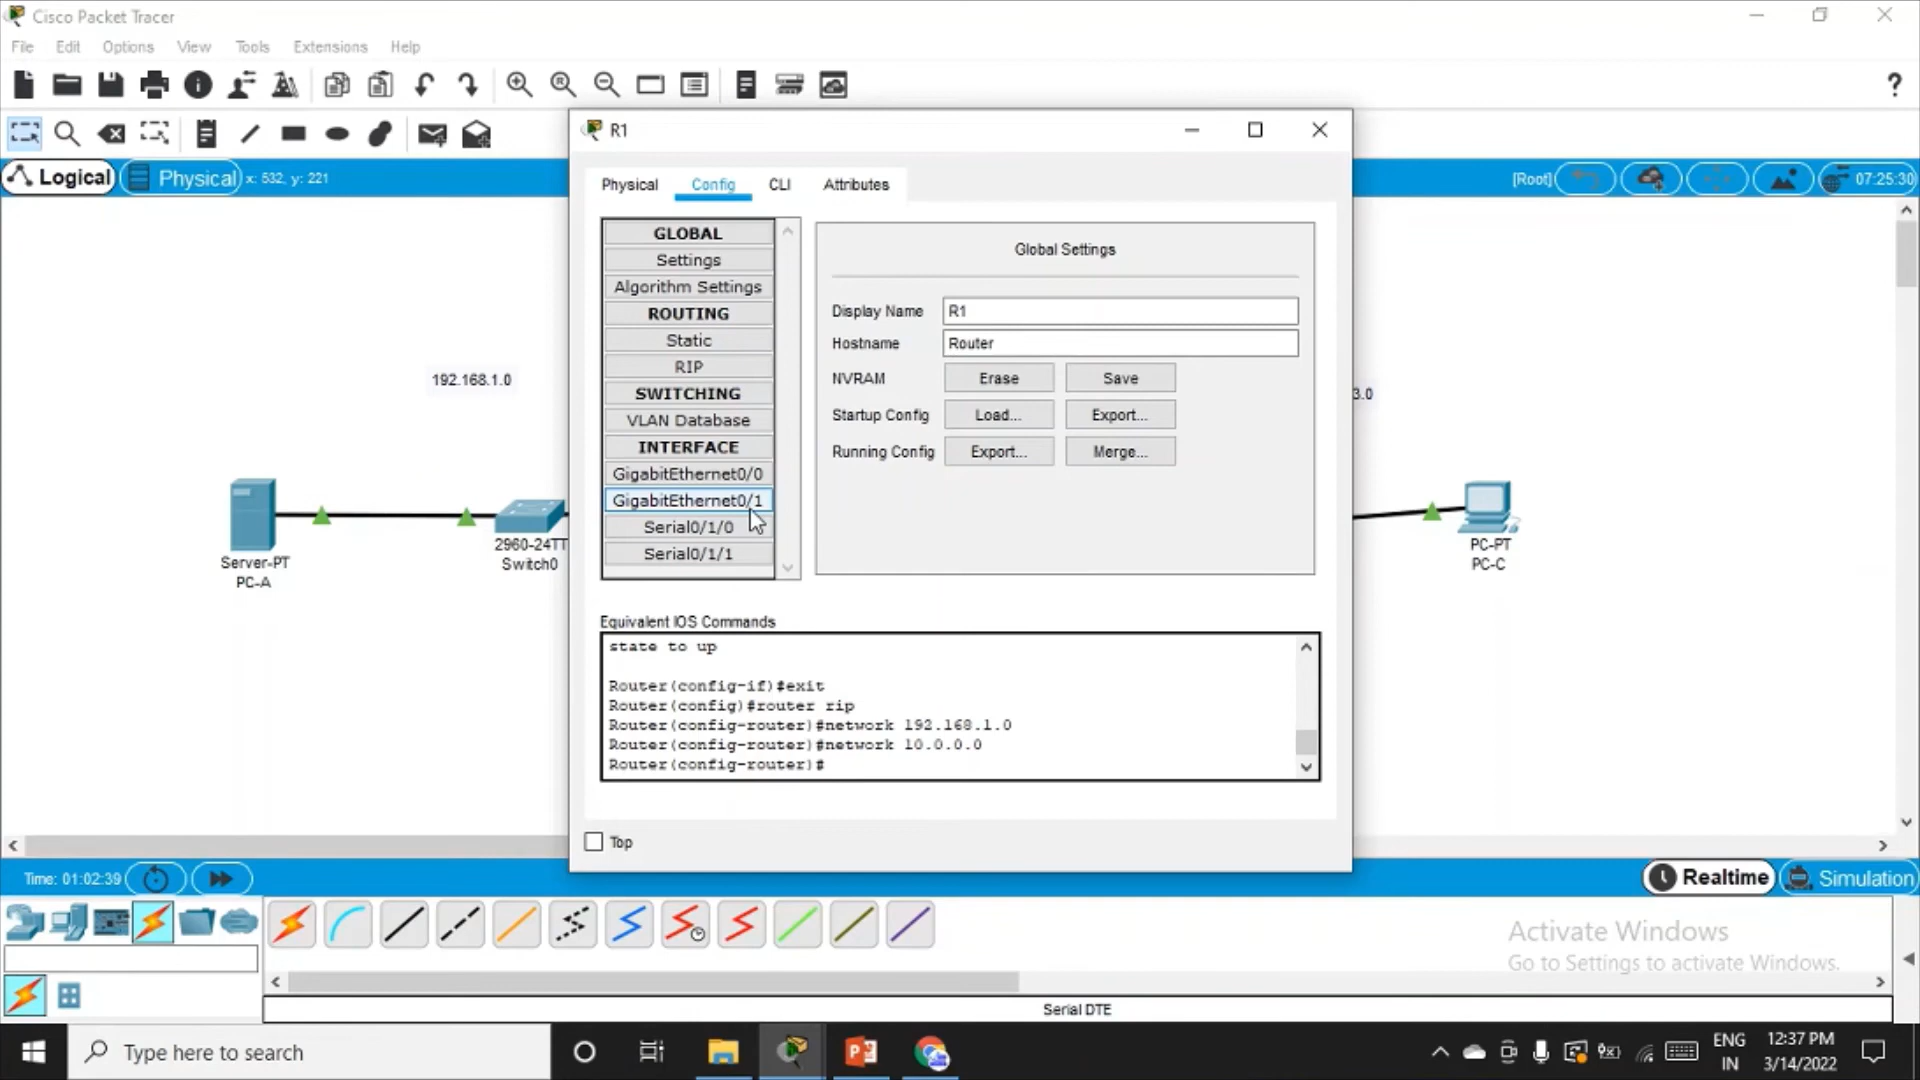 Cisco Packet Tracer
File Edit Options View Tools Extensions Help
?
R1
Logical Physical x: 532, y: 221
[Root] 07:25:30
Physical Config CLI Attributes
GLOBAL
Settings
Algorithm Settings
ROUTING
Static
RIP
SWITCHING
VLAN Database
INTERFACE
GigabitEthernet0/0
GigabitEthernet0/1
Serial0/1/0
Serial0/1/1
Global Settings
Display Name R1
Hostname Router
NVRAM Erase Save
Startup Config Load... Export...
Running Config Export... Merge...
192.168.1.0
3.0
Server-PT
PC-A
2960-24TT
Switch0
PC-PT
PC-C
Equivalent IOS Commands
state to up
Router(config-if)#exit
Router(config)#router rip
Router(config-router)#network 192.168.1.0
Router(config-router)#network 10.0.0.0
Router(config-router)#
Top
Time: 01:02:39
Realtime Simulation
Activate Windows
Go to Settings to activate Windows.
Serial DTE
Type here to search
ENG
IN
12:37 PM
3/14/2022